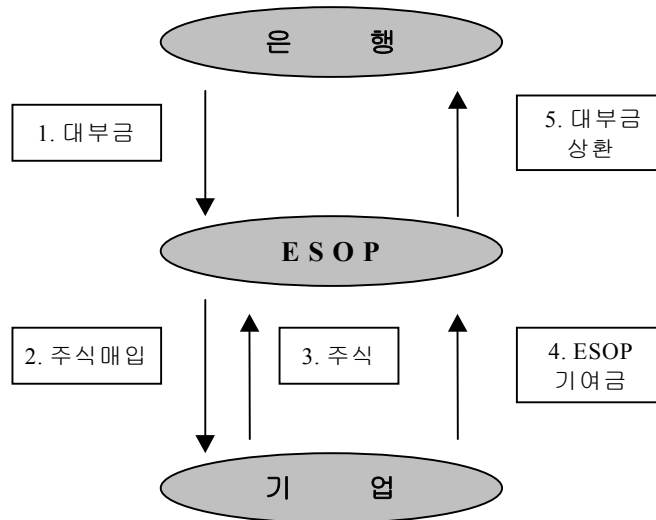 은 행
1. 대부금
5. 대부금
상환
E S O P
2. 주식매입
3. 주식
4. ESOP
기여금
기 업